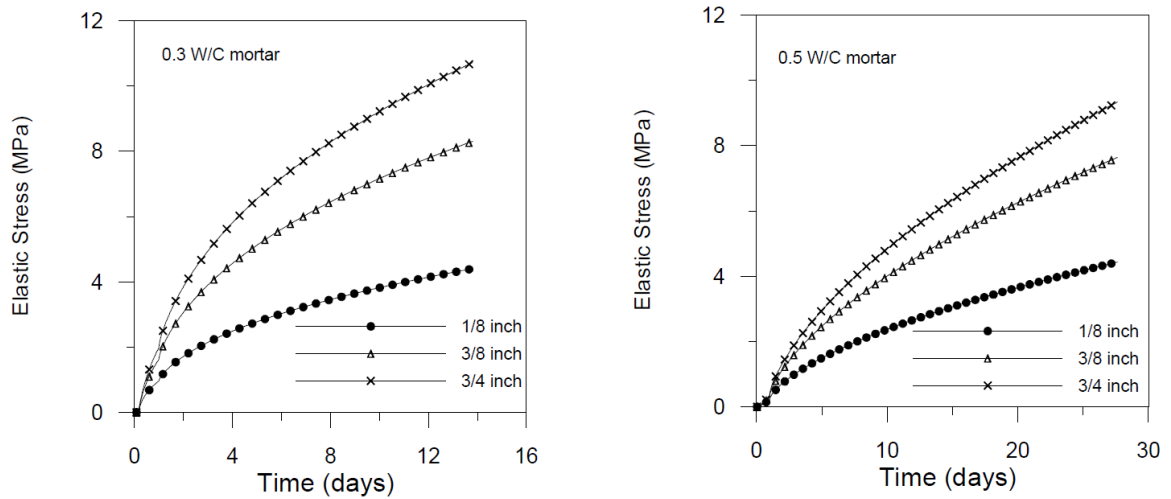 12
8
4
0
Elastic Stress (MPa)
0.3 W/C mortar
1/8 inch
3/8 inch
3/4 inch
0 4 8 12 16
Time (days)
12
8
4
0
Elastic Stress (MPa)
0.5 W/C mortar
1/8 inch
3/8 inch
3/4 inch
0 10 20 30
Time (days)